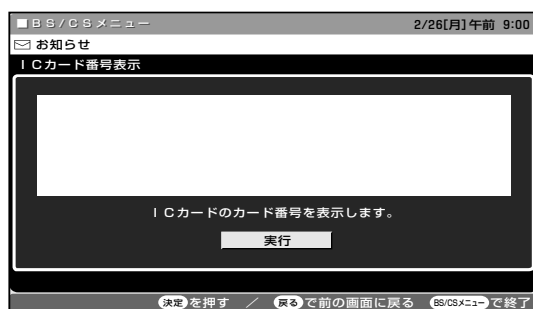 ■BS/CSメニュー 2/26[月]午前 9:00
お知らせ
ICカード番号表示
ICカードのカード番号を表示します。
実行
決定を押す ／ 戻るで前の画面に戻る BS/CSメニューで終了